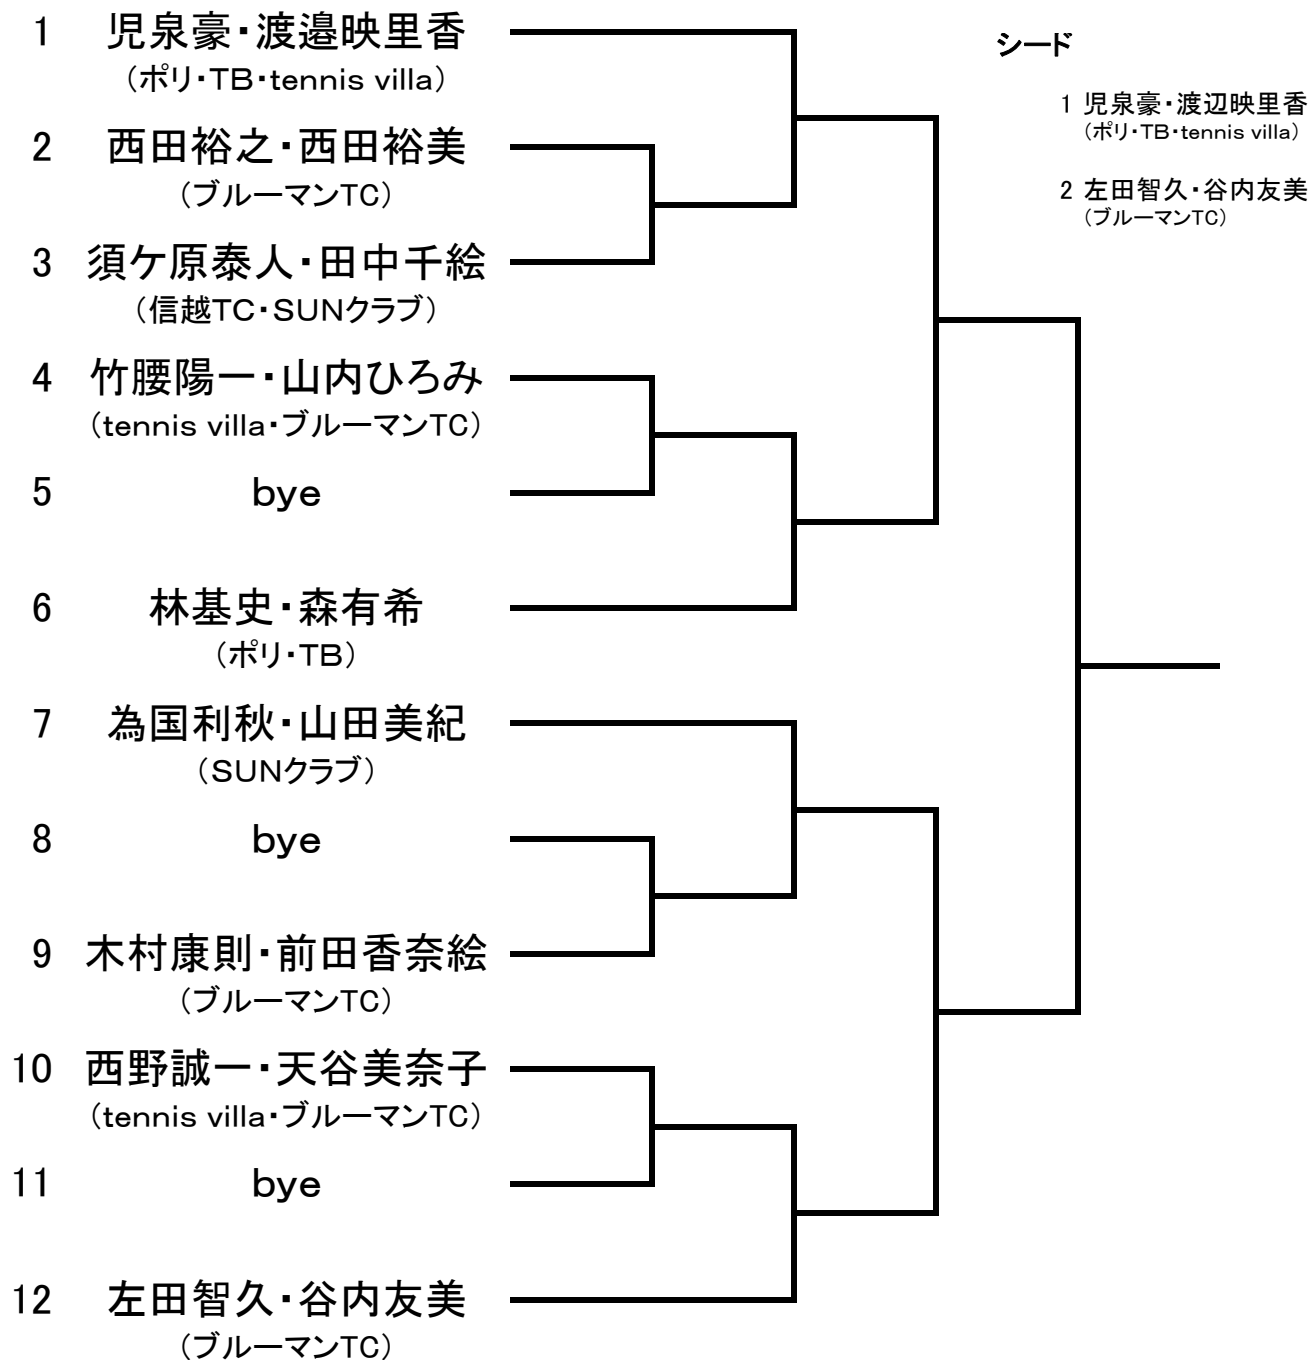 1 児泉豪・渡邉映里香
（ポリ・TB・tennis villa）
2 西田裕之・西田裕美
（ブルーマンTC）
3 須ケ原泰人・田中千絵
（信越TC・SUNクラブ）
4 竹腰陽一・山内ひろみ
（tennis villa・ブルーマンTC）
5 bye
6 林基史・森有希
（ポリ・TB）
7 為国利秋・山田美紀
（SUNクラブ）
8 bye
9 木村康則・前田香奈絵
（ブルーマンTC）
10 西野誠一・天谷美奈子
（tennis villa・ブルーマンTC）
11 bye
12 左田智久・谷内友美
（ブルーマンTC）
シード
1 児泉豪・渡辺映里香
（ポリ・TB・tennis villa）
2 左田智久・谷内友美
（ブルーマンTC）